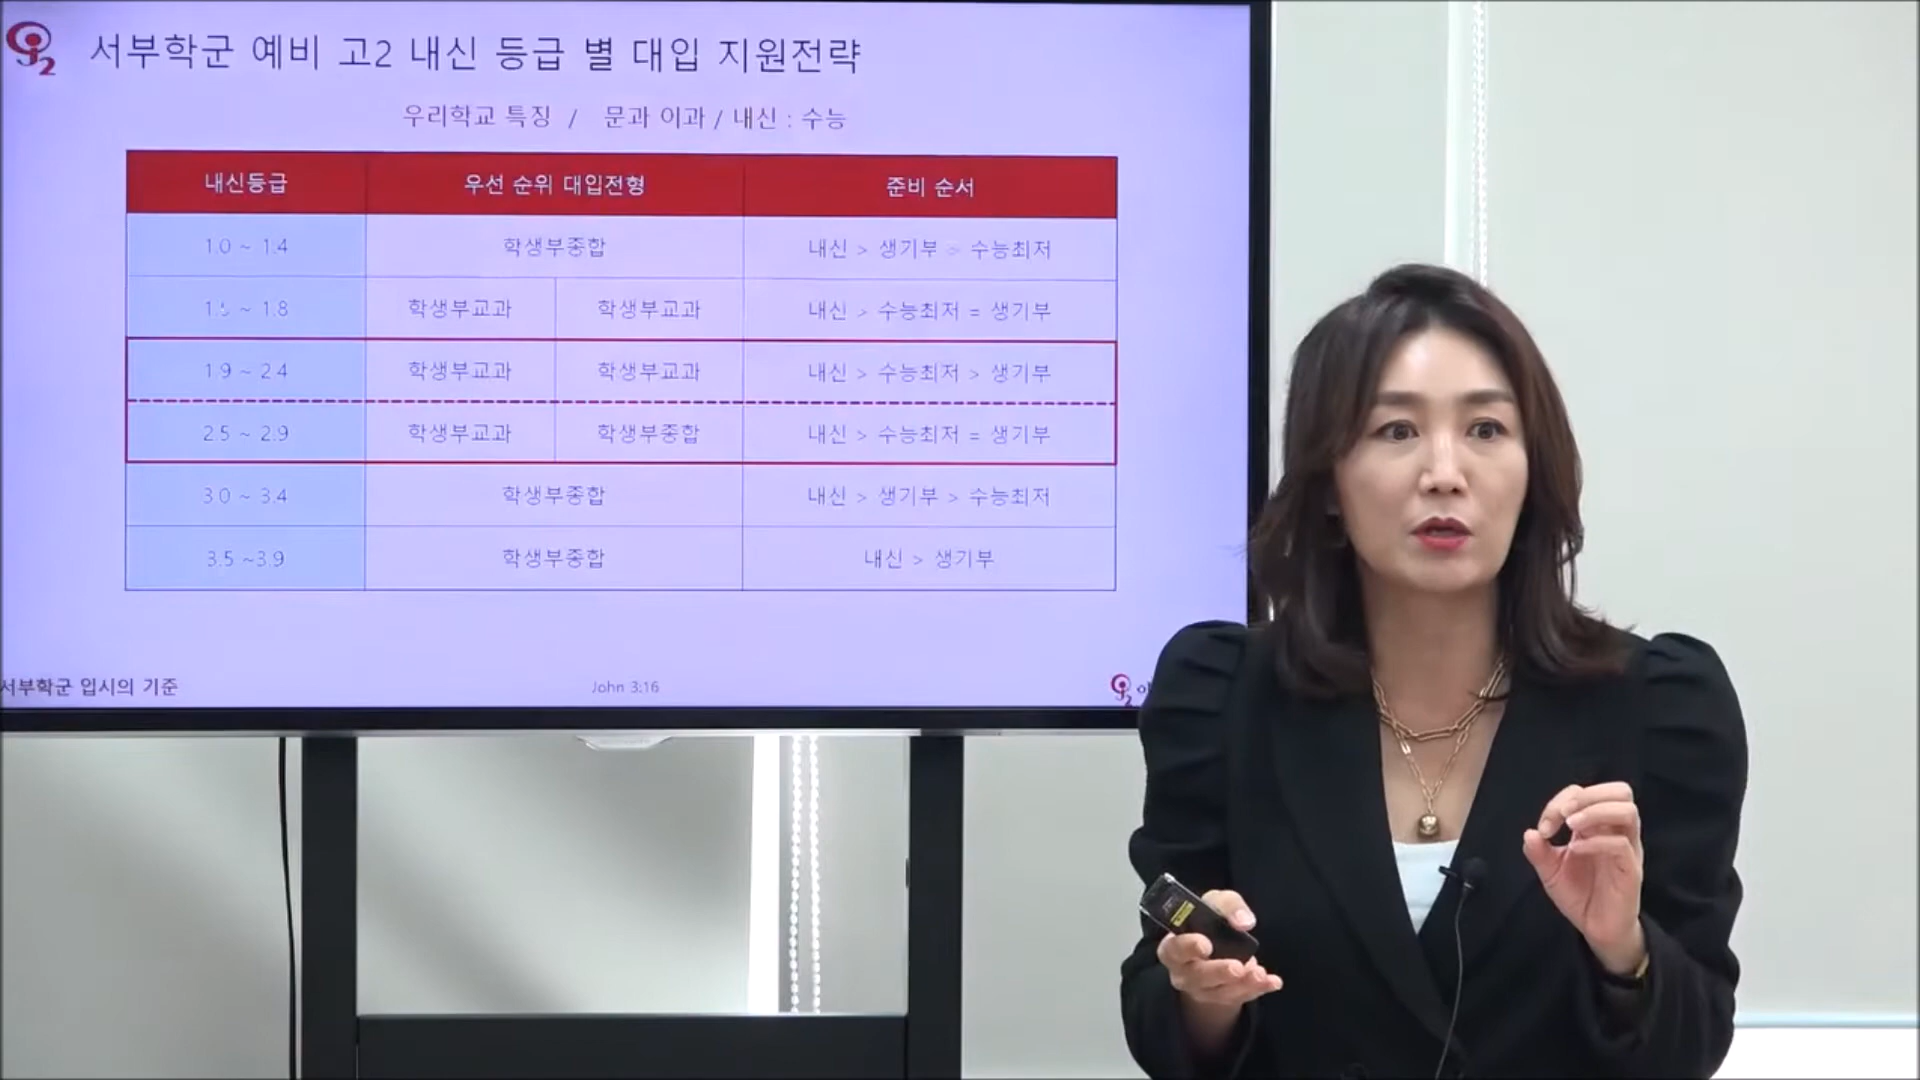 서부학군 예비 고2 내신 등급 별 대입 지원전략
우리학교 특징 / 문과 이과 / 내신 : 수능
내신등급 우선 순위 대입전형 준비 순서
1.0 ~ 1.4 학생부종합 내신 > 생기부 > 수능최저
1.5 ~ 1.8 학생부교과 학생부교과 내신 > 수능최저 = 생기부
1.9 ~ 2.4 학생부교과 학생부교과 내신 > 수능최저 > 생기부
2.5 ~ 2.9 학생부교과 학생부종합 내신 > 수능최저 = 생기부
3.0 ~ 3.4 학생부종합 내신 > 생기부 > 수능최저
3.5 ~3.9 학생부종합 내신 > 생기부
서부학군 입시의 기준 John 3:16